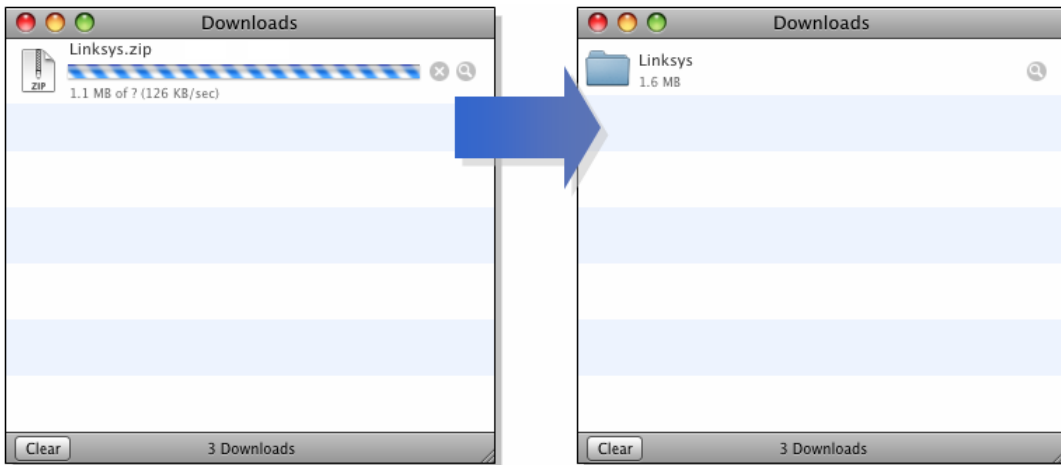 Downloads
Linksys.zip
ZIP
1.1 MB of ? (126 KB/sec)
Clear
3 Downloads
Downloads
Linksys
1.6 MB
Clear
3 Downloads